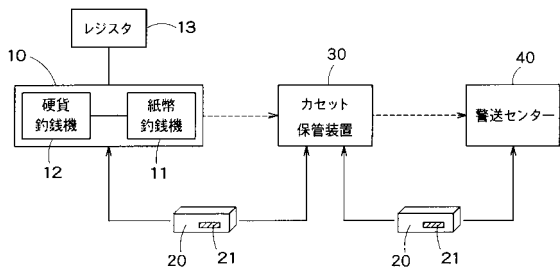 レジスタ
13
10
硬貨
釣銭機
紙幣
釣銭機
12
11
30
カセット
保管装置
40
警送センター
20
21
20
21